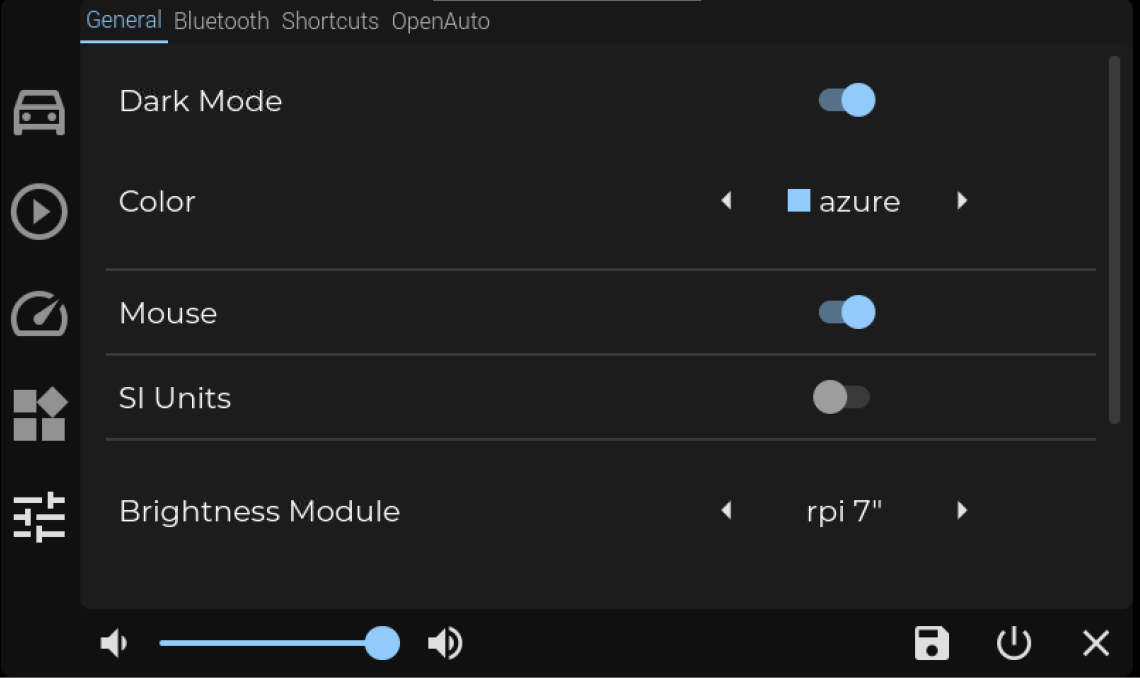 General Bluetooth Shortcuts OpenAuto
Dark Mode
Color azure
Mouse
SI Units
Brightness Module rpi 7"